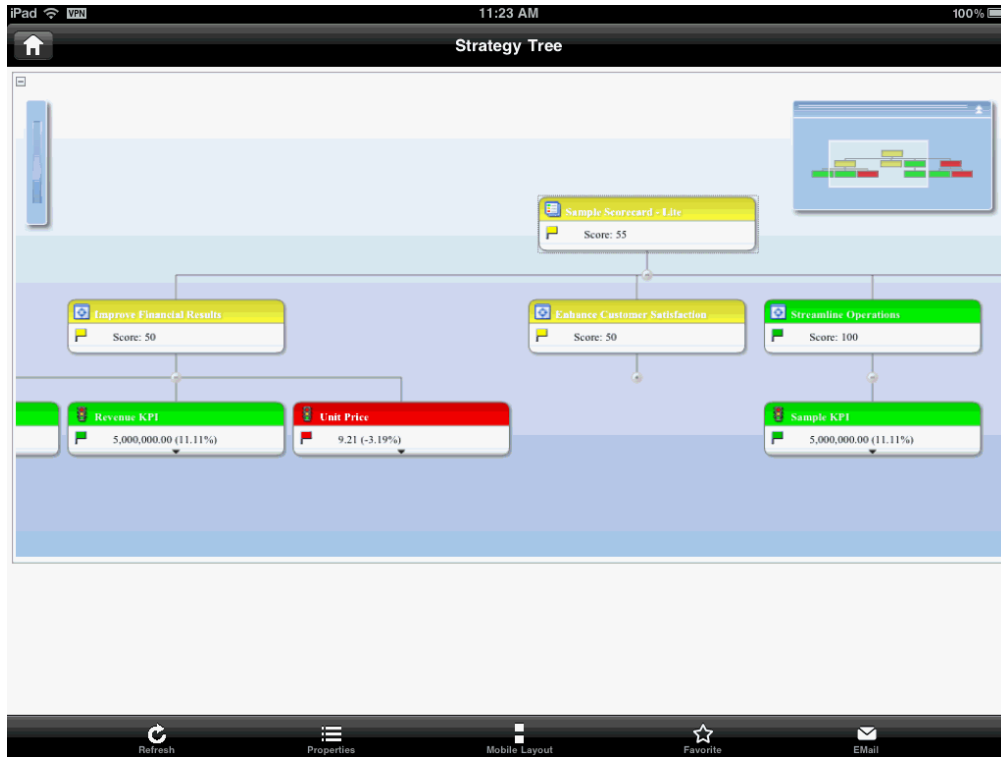 iPad VPN 11:23 AM 100%
Strategy Tree
Sample Scorecard - Lite
Score: 55
Improve Financial Results
Score: 50
Enhance Customer Satisfaction
Score: 50
Streamline Operations
Score: 100
Revenue KPI
5,000,000.00 (11.11%)
Unit Price
9.21 (-3.19%)
Sample KPI
5,000,000.00 (11.11%)
Refresh
Properties
Mobile Layout
Favorite
EMail